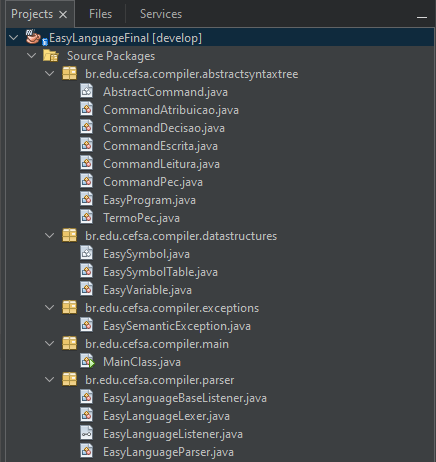 Projects Files Services
EasyLanguageFinal [develop]
Source Packages
br.edu.cefsa.compiler.abstractsyntaxtree
AbstractCommand.java
CommandAtribuicao.java
CommandDecisao.java
CommandEscrita.java
CommandLeitura.java
CommandPec.java
EasyProgram.java
TermoPec.java
br.edu.cefsa.compiler.datastructures
EasySymbol.java
EasySymbolTable.java
EasyVariable.java
br.edu.cefsa.compiler.exceptions
EasySemanticException.java
br.edu.cefsa.compiler.main
MainClass.java
br.edu.cefsa.compiler.parser
EasyLanguageBaseListener.java
EasyLanguageLexer.java
EasyLanguageListener.java
EasyLanguageParser.java